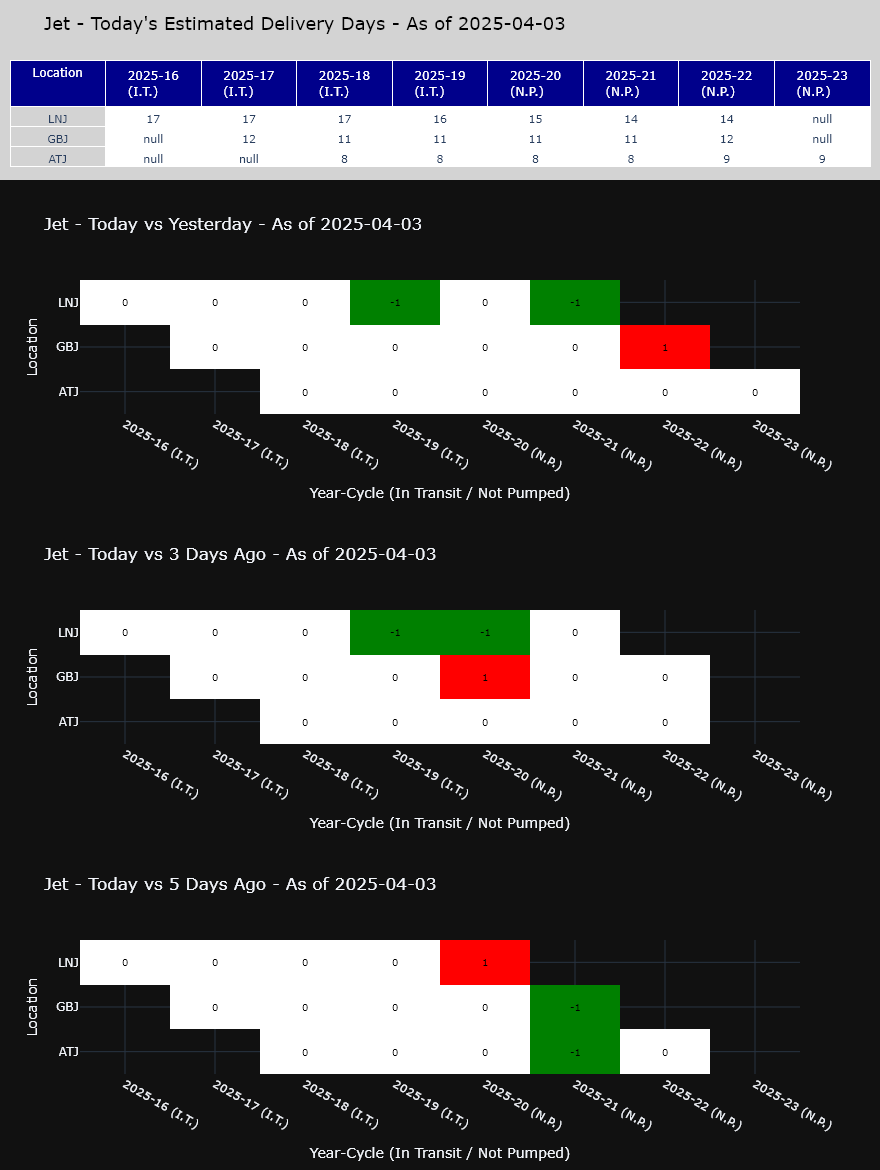 Jet - Today's Estimated Delivery Days - As of 2025-04-03
Location 2025-16 (I.T.) 2025-17 (I.T.) 2025-18 (I.T.) 2025-19 (I.T.) 2025-20 (N.P.) 2025-21 (N.P.) 2025-22 (N.P.) 2025-23 (N.P.)
LNJ 17 17 17 16 15 14 14 null
GBJ null 12 11 11 11 11 12 null
ATJ null null 8 8 8 8 9 9
Jet - Today vs Yesterday - As of 2025-04-03
Location
LNJ 0 0 0 -1 0 -1
GBJ 0 0 0 0 0 1
ATJ 0 0 0 0 0 0
2025-16 (I.T.) 2025-17 (I.T.) 2025-18 (I.T.) 2025-19 (I.T.) 2025-20 (N.P.) 2025-21 (N.P.) 2025-22 (N.P.) 2025-23 (N.P.)
Year-Cycle (In Transit / Not Pumped)
Jet - Today vs 3 Days Ago - As of 2025-04-03
Location
LNJ 0 0 0 -1 -1 0
GBJ 0 0 0 1 0 0
ATJ 0 0 0 0 0
2025-16 (I.T.) 2025-17 (I.T.) 2025-18 (I.T.) 2025-19 (I.T.) 2025-20 (N.P.) 2025-21 (N.P.) 2025-22 (N.P.) 2025-23 (N.P.)
Year-Cycle (In Transit / Not Pumped)
Jet - Today vs 5 Days Ago - As of 2025-04-03
Location
LNJ 0 0 0 0 1
GBJ 0 0 0 0 -1
ATJ 0 0 0 -1 0
2025-16 (I.T.) 2025-17 (I.T.) 2025-18 (I.T.) 2025-19 (I.T.) 2025-20 (N.P.) 2025-21 (N.P.) 2025-22 (N.P.) 2025-23 (N.P.)
Year-Cycle (In Transit / Not Pumped)